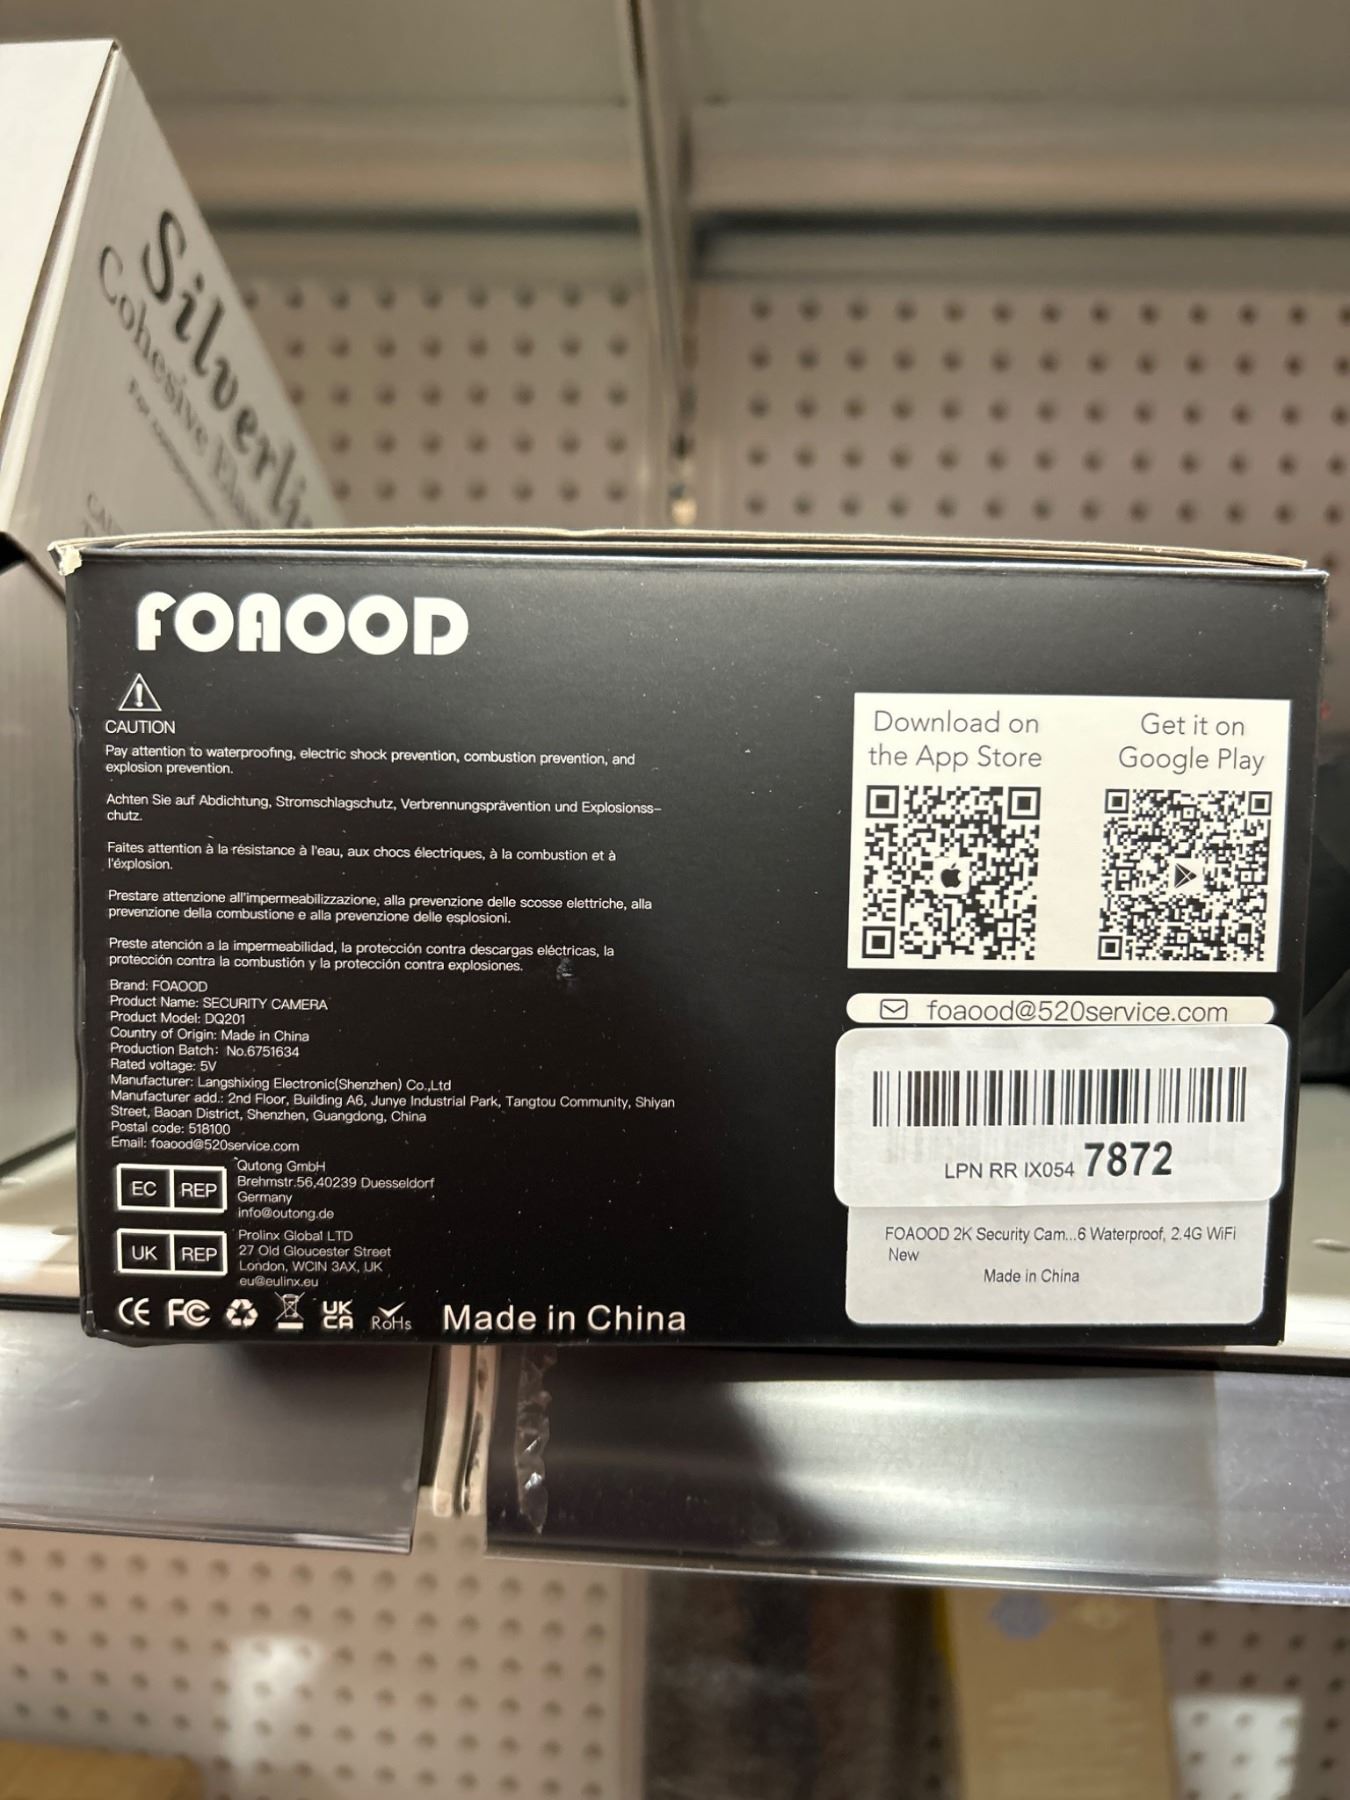 Silverli
Cohesive
FOAOOD
CAUTION
Pay attention to waterproofing, electric shock prevention, combustion prevention, and
explosion prevention.
Achten Sie auf Abdichtung, Stromschlagschutz, Verbrennungsprävention und Explosionss-
chutz.
Faites attention à la résistance à l'eau, aux chocs électriques, à la combustion et à
l'éxplosion.
Prestare attenzione all'impermeabilizzazione, alla prevenzione delle scosse elettriche, alla
prevenzione della combustione e alla prevenzione delle esplosioni.
Preste atención a la impermeabilidad, la protección contra descargas eléctricas, la
protección contra la combustión y la protección contra explosiones.
Brand: FOAOOD
Product Name: SECURITY CAMERA
Product Model: DQ201
Country of Origin: Made in China
Production Batch: No.6751634
Rated voltage: 5V
Manufacturer: Langshixing Electronic(Shenzhen) Co.,Ltd
Manufacturer add.: 2nd Floor, Building A6, Junye Industrial Park, Tangtou Community, Shiyan
Street, Baoan District, Shenzhen, Guangdong, China
Postal code: 518100
Email: foaood@520service.com
EC REP
Qutong GmbH
Brehmstr.56,40239 Duesseldorf
Germany
info@outong.de
UK REP
Prolinx Global LTD
27 Old Gloucester Street
London, WCIN 3AX, UK
eu@eulinx.eu
CE FC UK CA RoHs Made in China
Download on
the App Store
Get it on
Google Play
foaood@520service.com
LPN RR IX054 7872
FOAOOD 2K Security Cam...6 Waterproof, 2.4G WiFi
New
Made in China